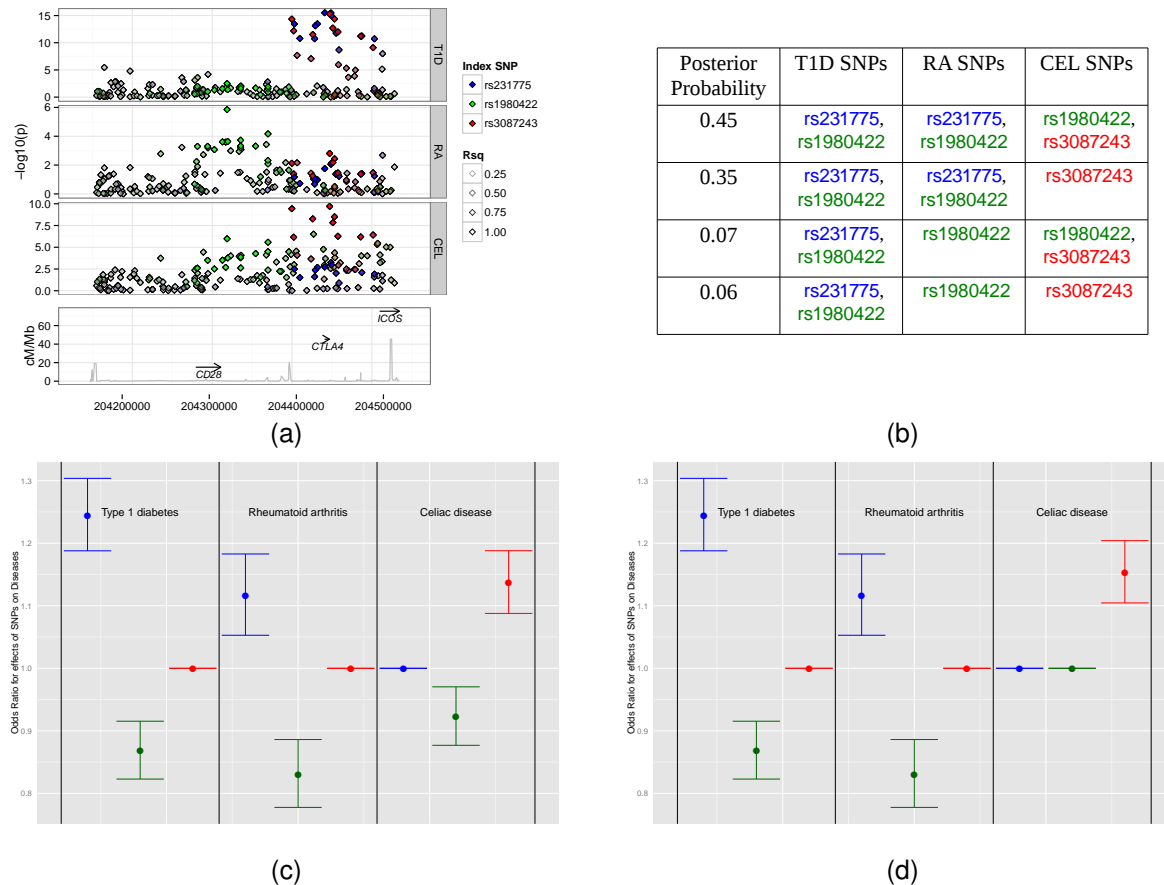 15
10
5
0
T1D
6
4
2
0
RA
10.0
7.5
5.0
2.5
0.0
CEL
−log10(p)
60
40
20
0
cM/Mb
ICOS
CTLA4
CD28
204200000 204300000 204400000 204500000
Index SNP
rs231775
rs1980422
rs3087243
Rsq
0.25
0.50
0.75
1.00
(a)
Posterior Probability T1D SNPs RA SNPs CEL SNPs
0.45 rs231775, rs231775, rs1980422,
rs1980422 rs1980422 rs3087243
0.35 rs231775, rs231775, rs3087243
rs1980422 rs1980422
0.07 rs231775, rs1980422 rs1980422,
rs1980422 rs3087243
0.06 rs231775, rs1980422 rs3087243
rs1980422
(b)
Odds Ratio for effects of SNPs on Diseases
1.3
1.2
1.1
1.0
0.9
0.8
Type 1 diabetes Rheumatoid arthritis Celiac disease
(c)
Odds Ratio for effects of SNPs on Diseases
1.3
1.2
1.1
1.0
0.9
0.8
Type 1 diabetes Rheumatoid arthritis Celiac disease
(d)